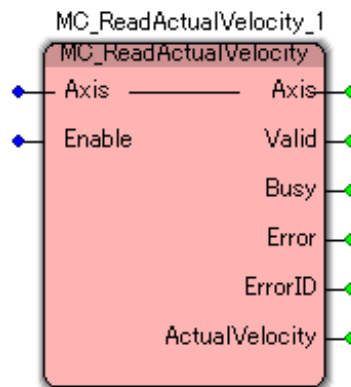 MC_ReadActualVelocity_1
MC_ReadActualVelocity
Axis Axis
Enable Valid
Busy
Error
ErrorID
ActualVelocity